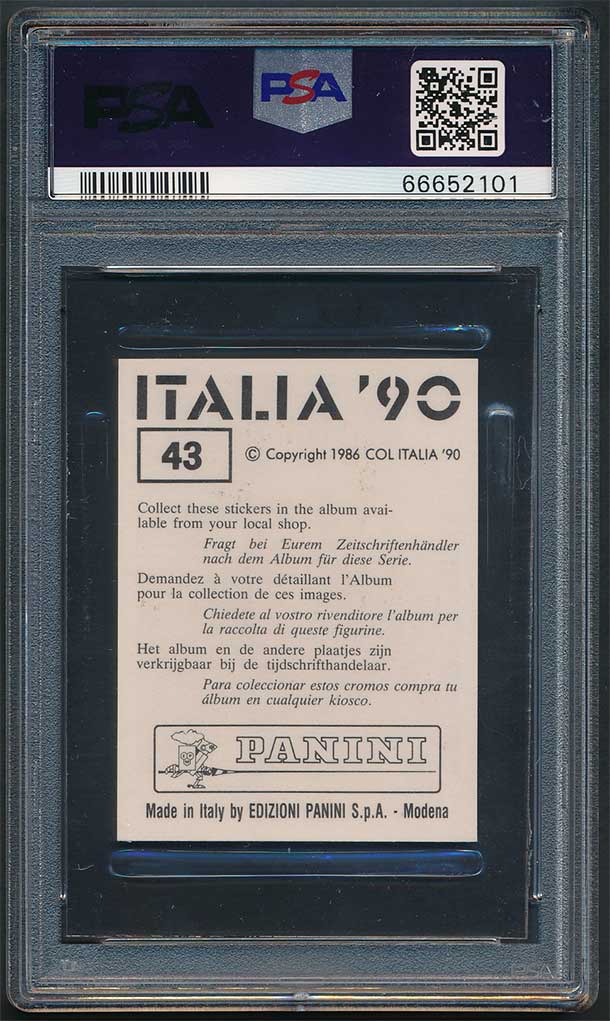 PSA PSA
66652101
ITALIA '90
43
© Copyright 1986 COL ITALIA '90
Collect these stickers in the album avai-
lable from your local shop.
Fragt bei Eurem Zeitschriftenhändler
nach dem Album für diese Serie.
Demandez à votre détaillant l'Album
pour la collection de ces images.
Chiedete al vostro rivenditore l'album per
la raccolta di queste figurine.
Het album en de andere plaatjes zijn
verkrijgbaar bij de tijdschrifthandelaar.
Para coleccionar estos cromos compra tu
álbum en cualquier kiosco.
PANINI
Made in Italy by EDIZIONI PANINI S.p.A. - Modena
PSA